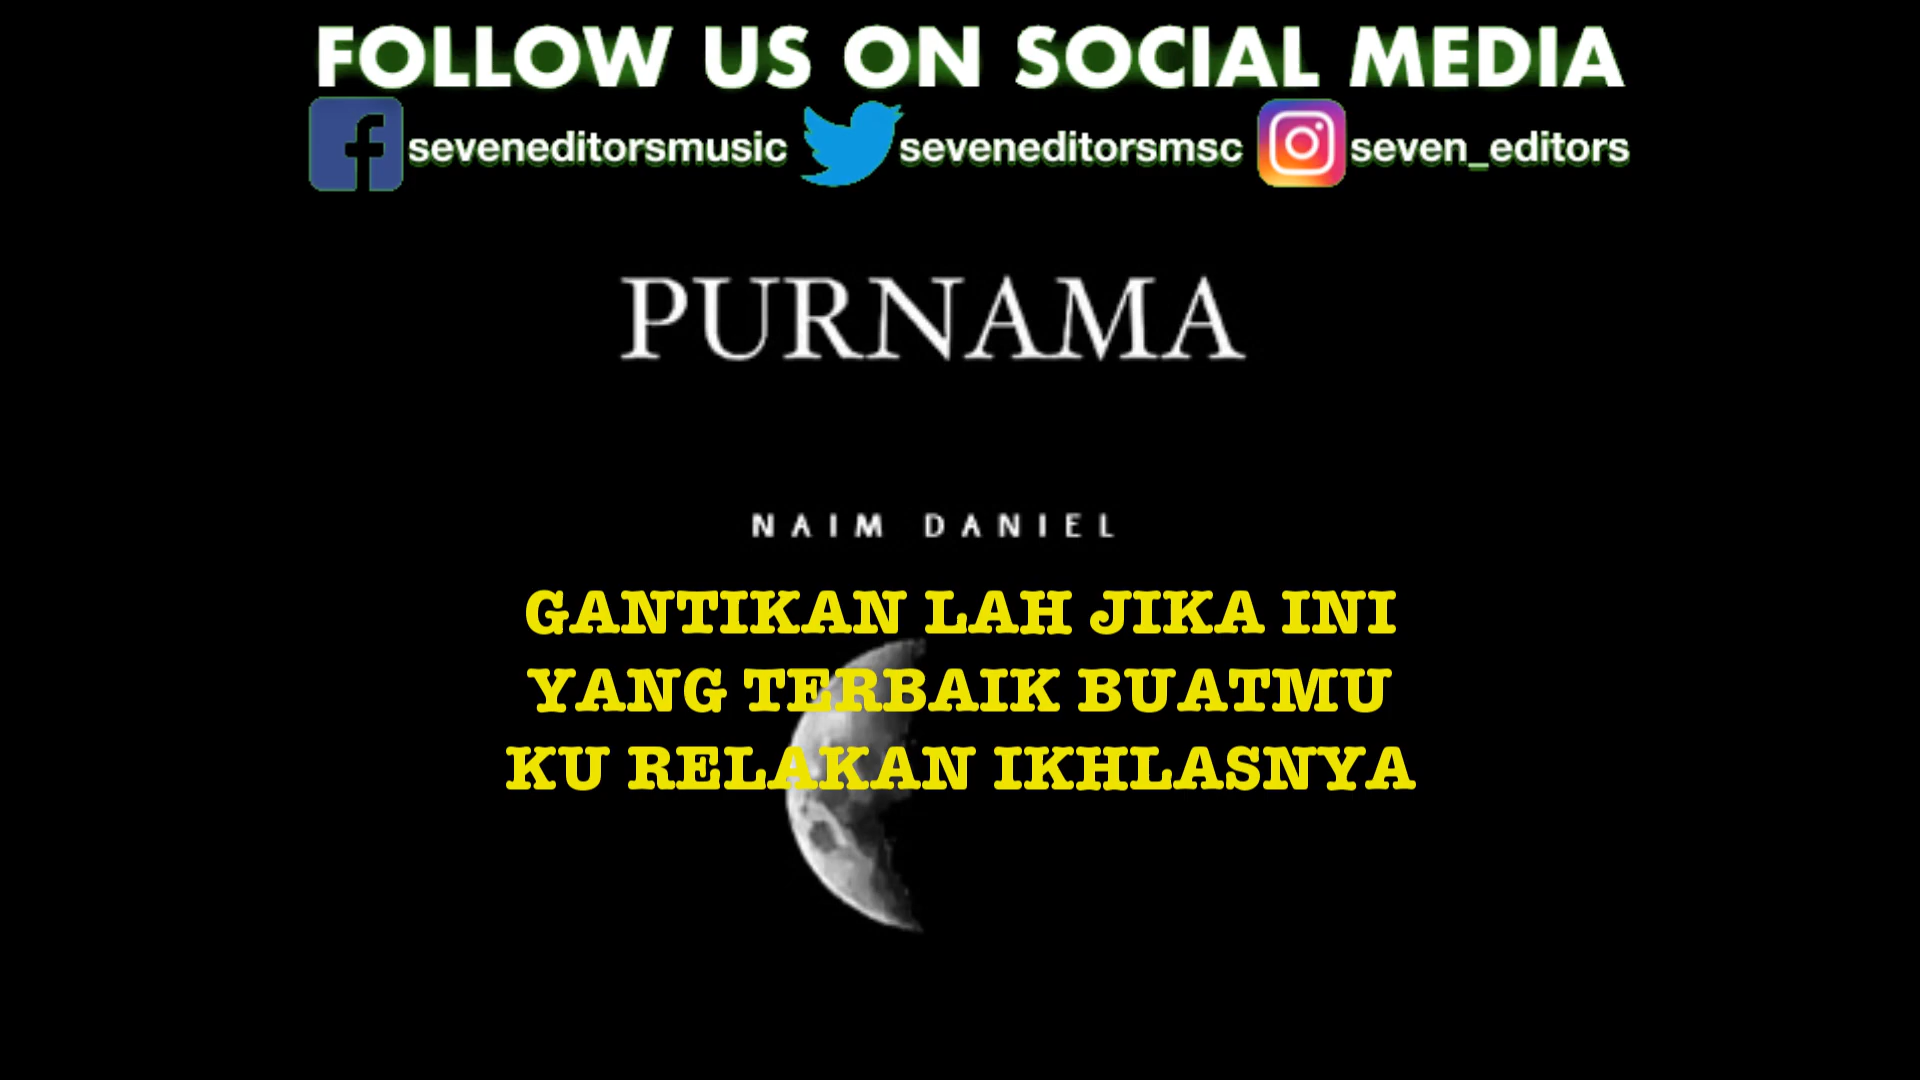 FOLLOW US ON SOCIAL MEDIA
seveneditorsmusic seveneditorsmsc seven_editors
PURNAMA
NAIM DANIEL
GANTIKAN LAH JIKA INI
YANG TERBAIK BUATMU
KU RELAKAN IKHLASNYA